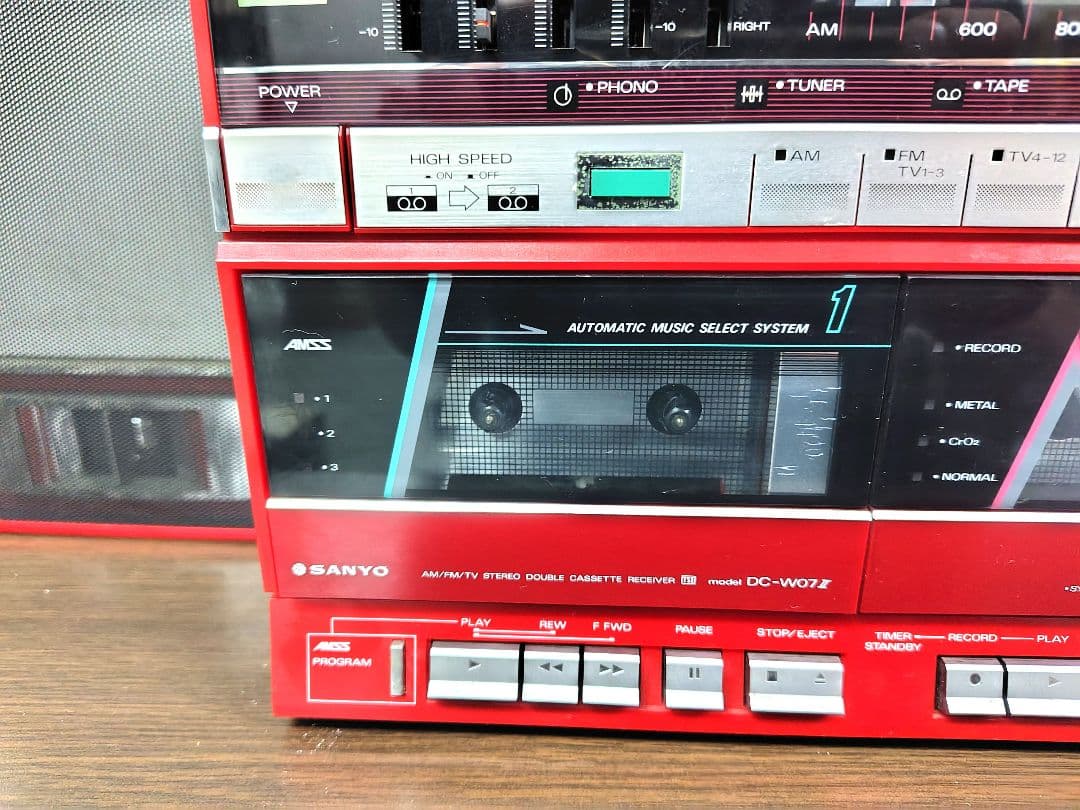 -10
-10
RIGHT
AM
600
80
POWER
PHONO
TUNER
TAPE
HIGH SPEED
ON OFF
1 2
AM
FM
TV1-3
TV4-12
AUTOMATIC MUSIC SELECT SYSTEM 1
AMSS
1
2
3
RECORD
METAL
CrO2
NORMAL
SANYO
AM/FM/TV STEREO DOUBLE CASSETTE RECEIVER model DC-W07II
PLAY REW F FWD PAUSE STOP/EJECT
AMSS
PROGRAM
TIMER
STANDBY
RECORD PLAY